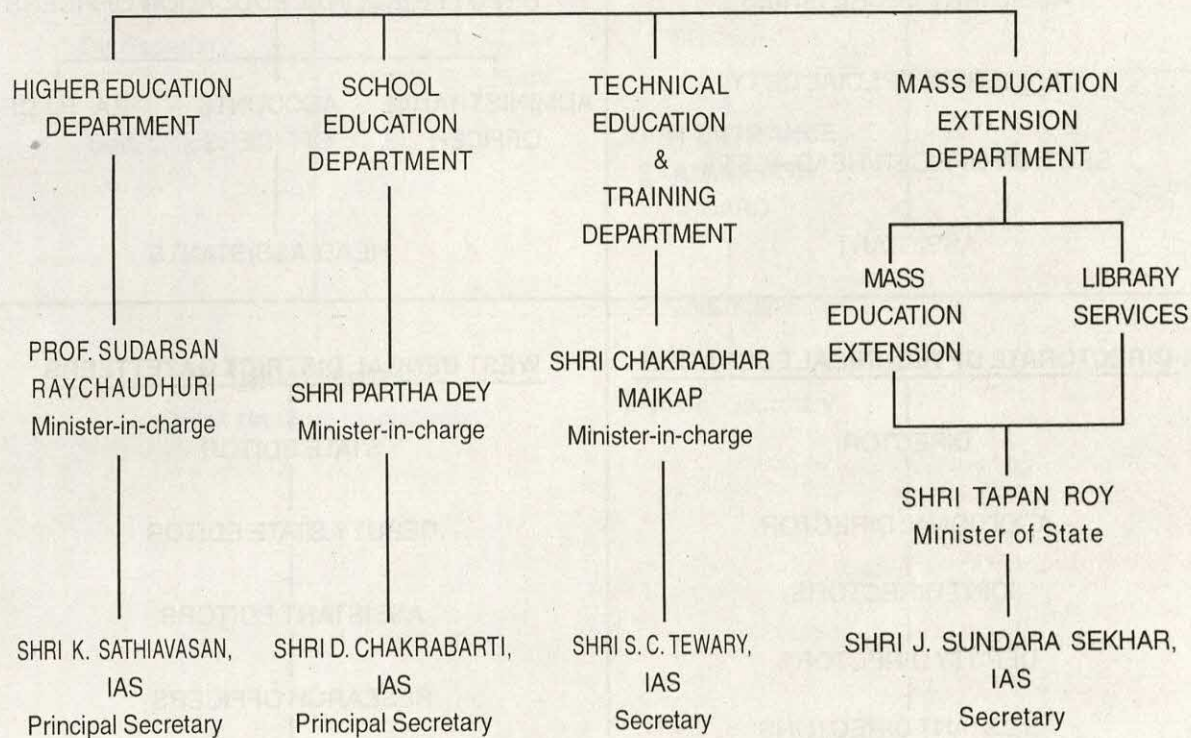 HIGHER EDUCATION
DEPARTMENT
SCHOOL
EDUCATION
DEPARTMENT
TECHNICAL
EDUCATION
&
TRAINING
DEPARTMENT
MASS EDUCATION
EXTENSION
DEPARTMENT
MASS
EDUCATION
EXTENSION
LIBRARY
SERVICES
PROF. SUDARSAN
RAYCHAUDHURI
Minister-in-charge
SHRI PARTHA DEY
Minister-in-charge
SHRI CHAKRADHAR
MAIKAP
Minister-in-charge
SHRI TAPAN ROY
Minister of State
SHRI K. SATHIAVASAN,
IAS
Principal Secretary
SHRI D. CHAKRABARTI,
IAS
Principal Secretary
SHRI S. C. TEWARY,
IAS
Secretary
SHRI J. SUNDARA SEKHAR,
IAS
Secretary